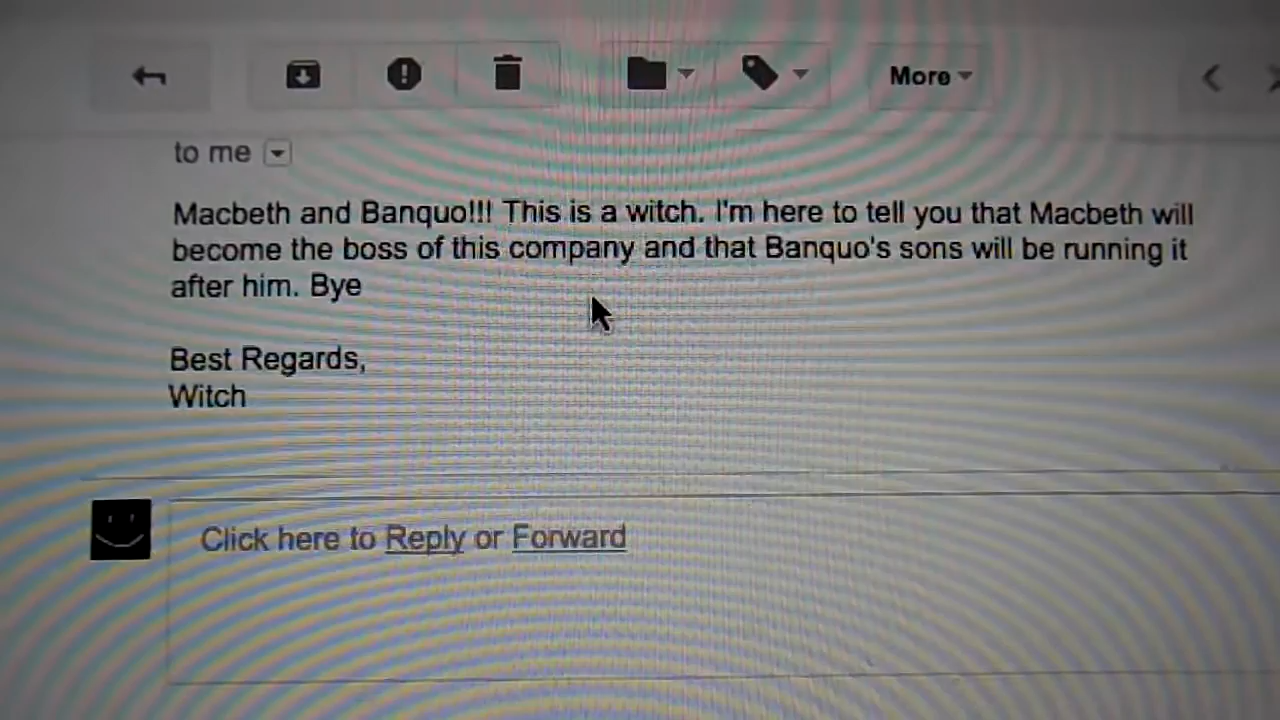 More
to me
Macbeth and Banquo!!! This is a witch. I'm here to tell you that Macbeth will
become the boss of this company and that Banquo's sons will be running it
after him. Bye
Best Regards,
Witch
Click here to Reply or Forward